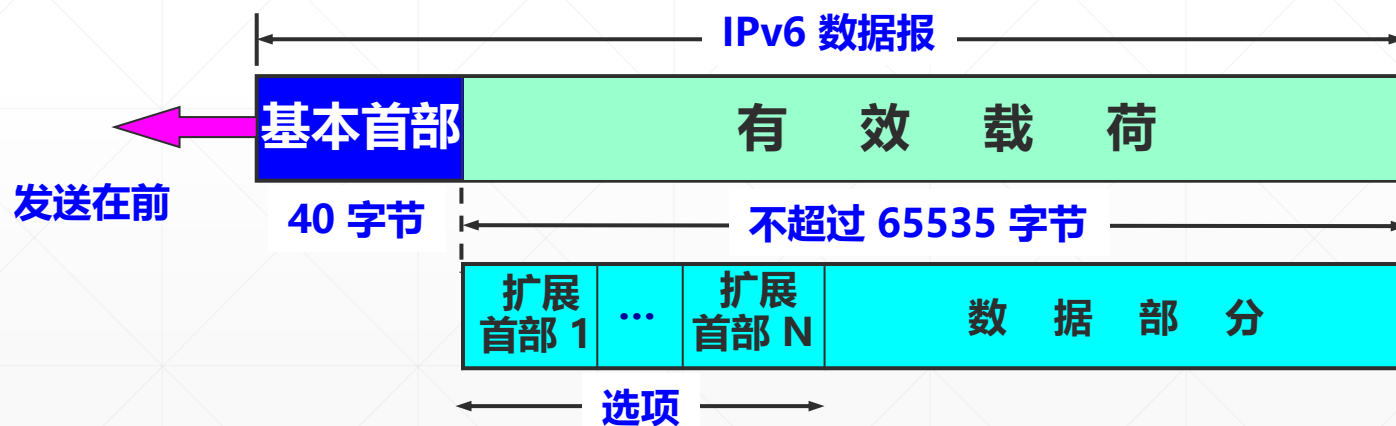 IPv6 数据报
基本首部
有效载荷
发送在前
40 字节
不超过 65535 字节
扩展
首部 1
...
扩展
首部 N
数据部分
选项